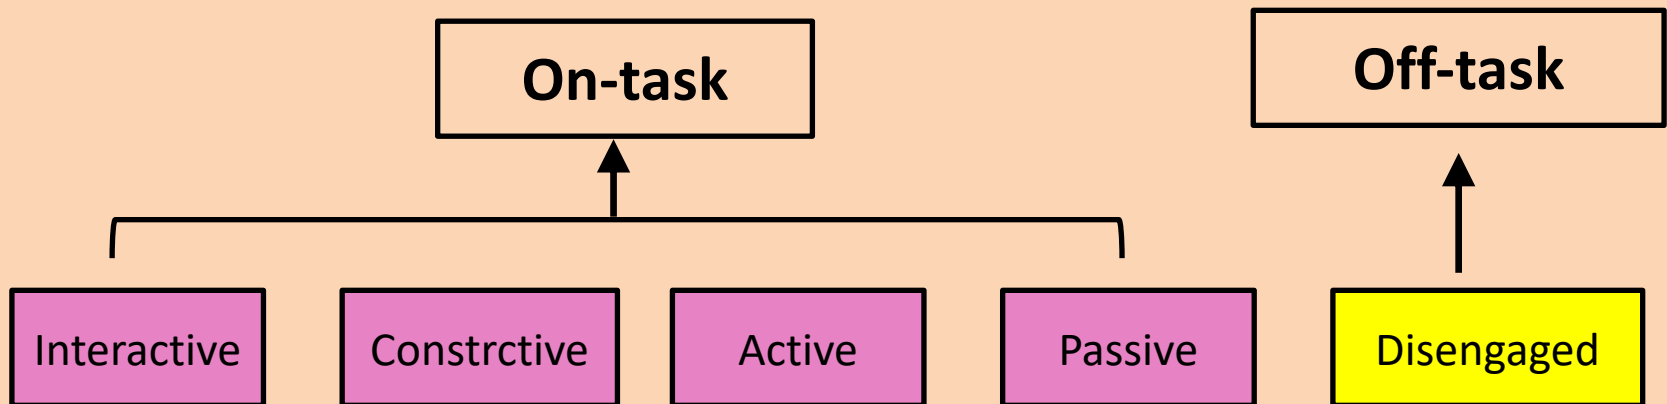 On-task
Off-task
Interactive
Constrctive
Active
Passive
Disengaged